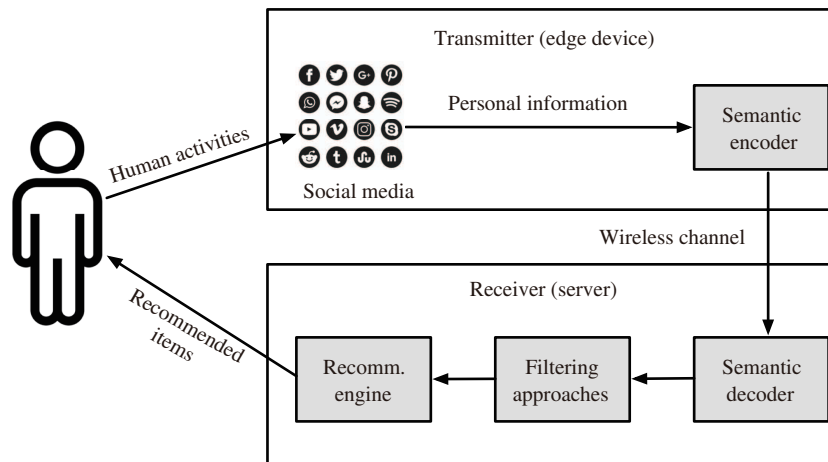 Transmitter (edge device)
Personal information
Semantic
encoder
Human activities
Social media
Wireless channel
Receiver (server)
Recommended
items
Recomm.
engine
Filtering
approaches
Semantic
decoder